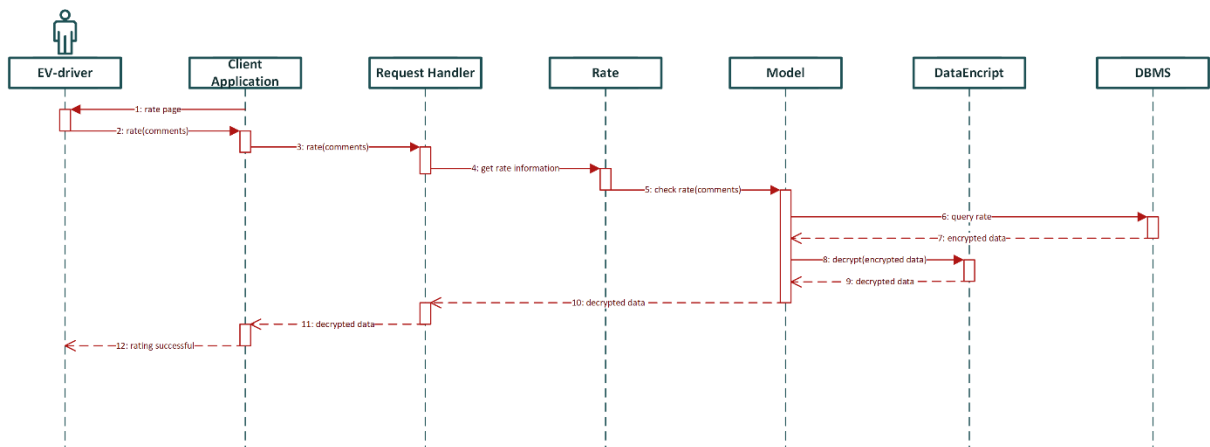 EV-driver
Client
Application
Request Handler
Rate
Model
DataEncript
DBMS
1: rate page
2: rate(comments)
3: rate(comments)
4: get rate information
5: check rate(comments)
6: query rate
7: encrypted data
8: decrypt(encrypted data)
9: decrypted data
10: decrypted data
11: decrypted data
12: rating successful